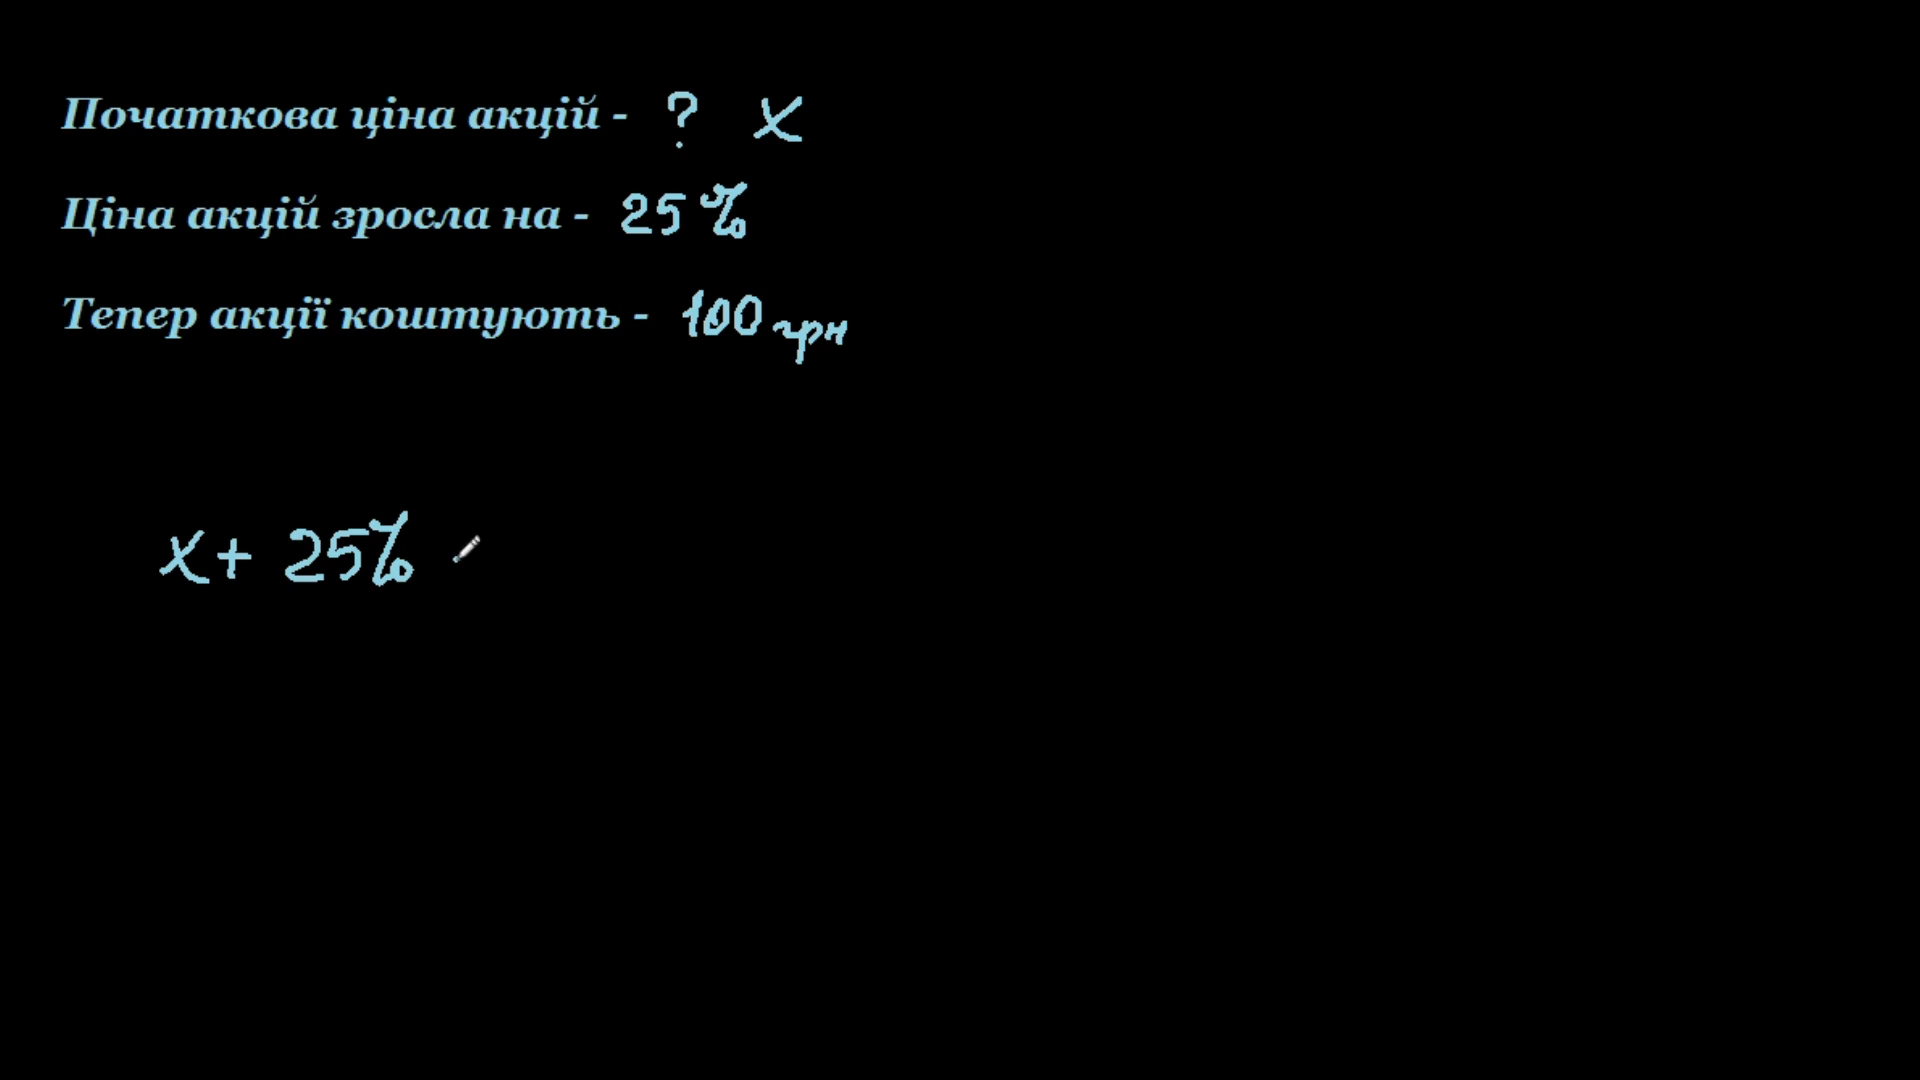 Початкова ціна акцій - ? x
Ціна акцій зросла на - 25%
Тепер акції коштують - 100 грн
x + 25%